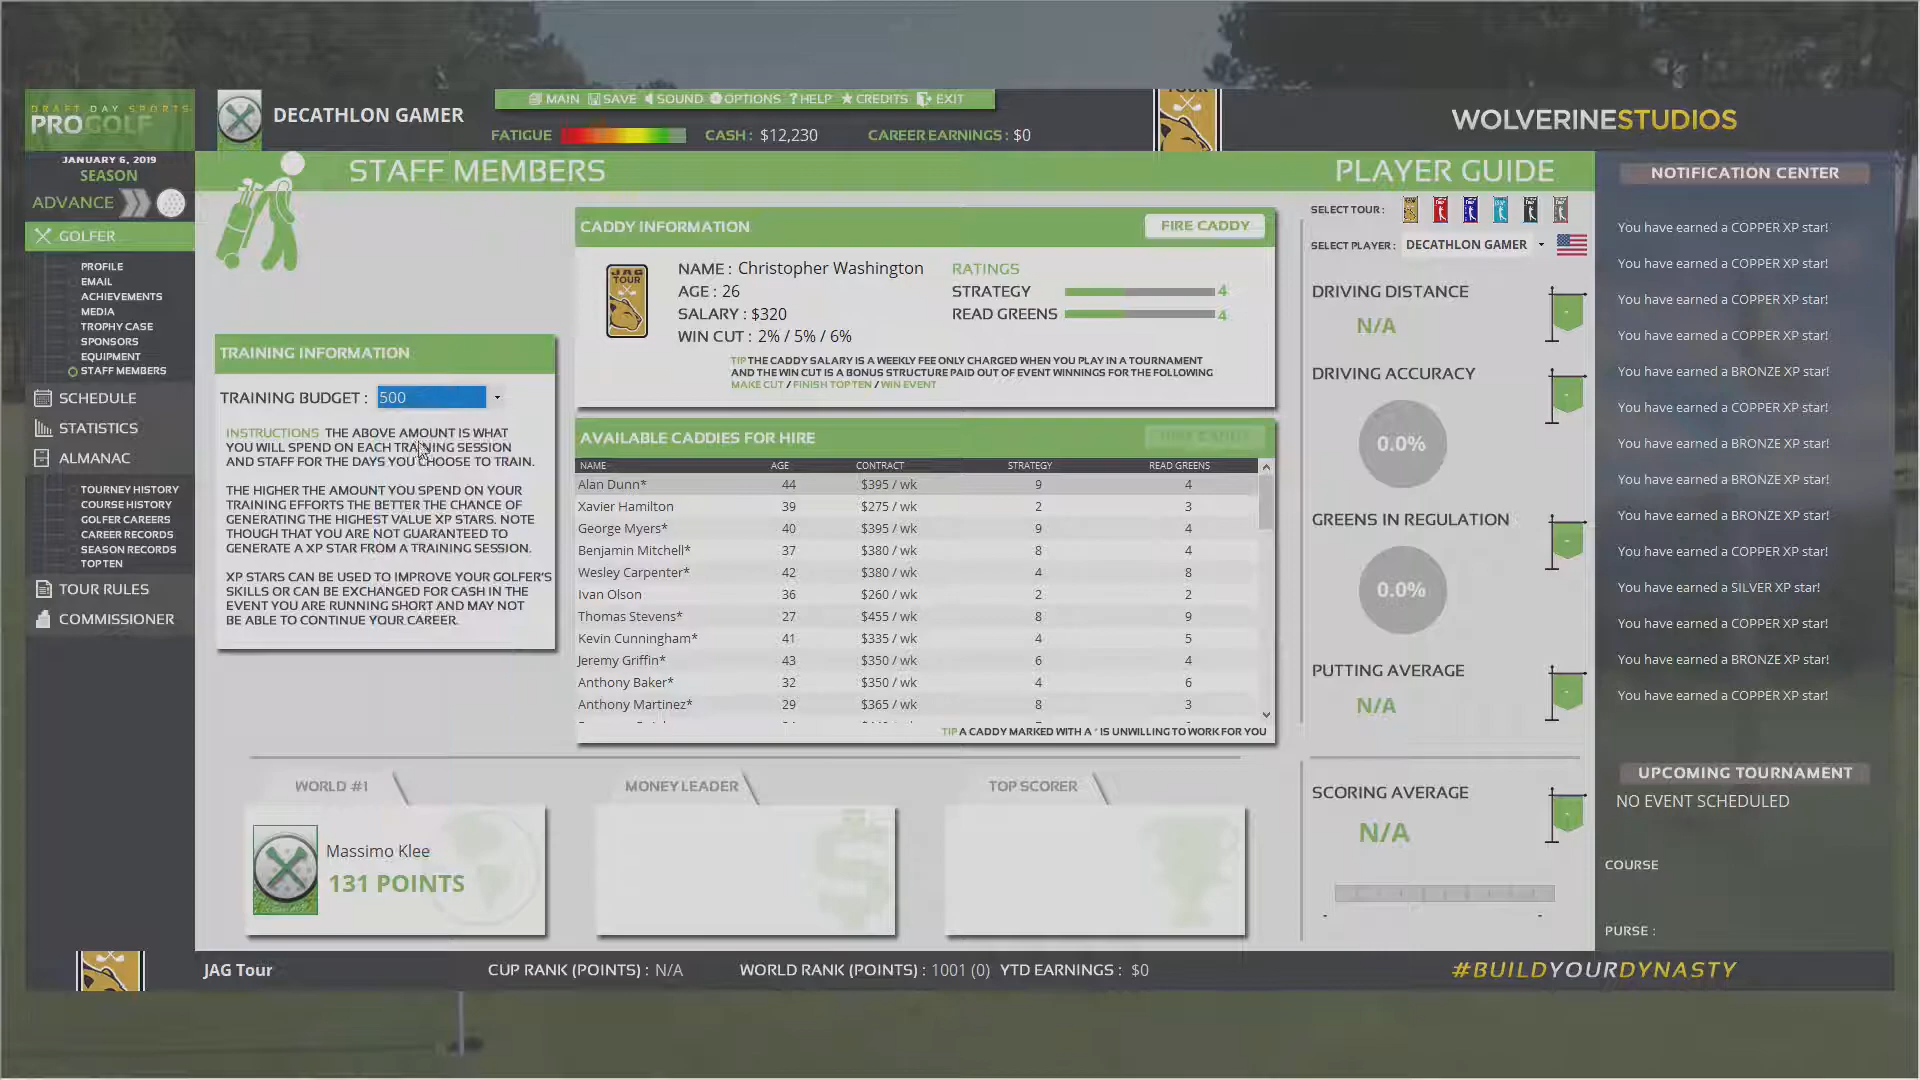 DRAFT DAY SPORTS
PROGOLF
DECATHLON GAMER
MAIN SAVE SOUND OPTIONS HELP CREDITS EXIT
FATIGUE CASH : $12,230 CAREER EARNINGS : $0
TOUR
WOLVERINESTUDIOS
JANUARY 6, 2019
SEASON
ADVANCE
GOLFER
PROFILE
EMAIL
ACHIEVEMENTS
MEDIA
TROPHY CASE
SPONSORS
EQUIPMENT
STAFF MEMBERS
SCHEDULE
STATISTICS
ALMANAC
TOURNEY HISTORY
COURSE HISTORY
GOLFER CAREERS
CAREER RECORDS
SEASON RECORDS
TOP TEN
TOUR RULES
COMMISSIONER
STAFF MEMBERS
TRAINING INFORMATION
TRAINING BUDGET : 500
INSTRUCTIONS THE ABOVE AMOUNT IS WHAT
YOU WILL SPEND ON EACH TRAINING SESSION
AND STAFF FOR THE DAYS YOU CHOOSE TO TRAIN.
THE HIGHER THE AMOUNT YOU SPEND ON YOUR
TRAINING EFFORTS THE BETTER THE CHANCE OF
GENERATING THE HIGHEST VALUE XP STARS. NOTE
THOUGH THAT YOU ARE NOT GUARANTEED TO
GENERATE A XP STAR FROM A TRAINING SESSION.
XP STARS CAN BE USED TO IMPROVE YOUR GOLFER'S
SKILLS OR CAN BE EXCHANGED FOR CASH IN THE
EVENT YOU ARE RUNNING SHORT AND MAY NOT
BE ABLE TO CONTINUE YOUR CAREER.
CADDY INFORMATION FIRE CADDY
JAG
TOUR
NAME : Christopher Washington
AGE : 26
SALARY : $320
WIN CUT : 2% / 5% / 6%
RATINGS
STRATEGY 4
READ GREENS 4
TIP THE CADDY SALARY IS A WEEKLY FEE ONLY CHARGED WHEN YOU PLAY IN A TOURNAMENT
AND THE WIN CUT IS A BONUS STRUCTURE PAID OUT OF EVENT WINNINGS FOR THE FOLLOWING
MAKE CUT / FINISH TOP TEN / WIN EVENT
AVAILABLE CADDIES FOR HIRE HIRE CADDY
NAME AGE CONTRACT STRATEGY READ GREENS
Alan Dunn* 44 $395 / wk 9 4
Xavier Hamilton 39 $275 / wk 2 3
George Myers* 40 $395 / wk 9 4
Benjamin Mitchell* 37 $380 / wk 8 4
Wesley Carpenter* 42 $380 / wk 4 8
Ivan Olson 36 $260 / wk 2 2
Thomas Stevens* 27 $455 / wk 8 9
Kevin Cunningham* 41 $335 / wk 4 5
Jeremy Griffin* 43 $350 / wk 6 4
Anthony Baker* 32 $350 / wk 4 6
Anthony Martinez* 29 $365 / wk 8 3
TIP A CADDY MARKED WITH A * IS UNWILLING TO WORK FOR YOU
WORLD #1
Massimo Klee
131 POINTS
MONEY LEADER
TOP SCORER
PLAYER GUIDE
SELECT TOUR :
SELECT PLAYER : DECATHLON GAMER
DRIVING DISTANCE
N/A
DRIVING ACCURACY
0.0%
GREENS IN REGULATION
0.0%
PUTTING AVERAGE
N/A
SCORING AVERAGE
N/A
- -
NOTIFICATION CENTER
You have earned a COPPER XP star!
You have earned a COPPER XP star!
You have earned a COPPER XP star!
You have earned a COPPER XP star!
You have earned a BRONZE XP star!
You have earned a COPPER XP star!
You have earned a BRONZE XP star!
You have earned a BRONZE XP star!
You have earned a BRONZE XP star!
You have earned a COPPER XP star!
You have earned a SILVER XP star!
You have earned a COPPER XP star!
You have earned a BRONZE XP star!
You have earned a COPPER XP star!
UPCOMING TOURNAMENT
NO EVENT SCHEDULED
COURSE
PURSE :
JAG Tour CUP RANK (POINTS) : N/A WORLD RANK (POINTS) : 1001 (0) YTD EARNINGS : $0
#BUILDYOURDYNASTY